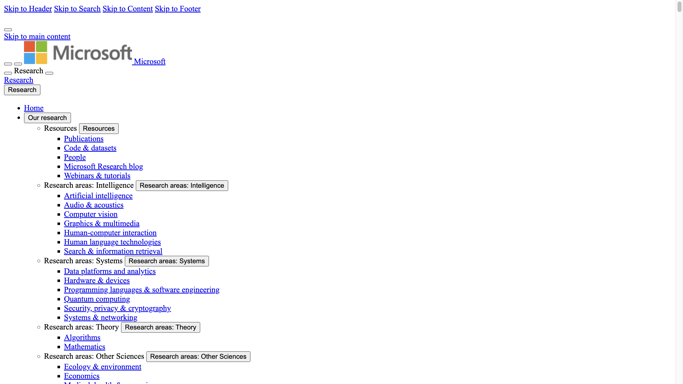 Skip to Header Skip to Search Skip to Content Skip to Footer
Skip to main content
Microsoft Microsoft
Research
Research
Research
Home
Our research
Resources Resources
Publications
Code & datasets
People
Microsoft Research blog
Webinars & tutorials
Research areas: Intelligence Research areas: Intelligence
Artificial intelligence
Audio & acoustics
Computer vision
Graphics & multimedia
Human-computer interaction
Human language technologies
Search & information retrieval
Research areas: Systems Research areas: Systems
Data platforms and analytics
Hardware & devices
Programming languages & software engineering
Quantum computing
Security, privacy & cryptography
Systems & networking
Research areas: Theory Research areas: Theory
Algorithms
Mathematics
Research areas: Other Sciences Research areas: Other Sciences
Ecology & environment
Economics